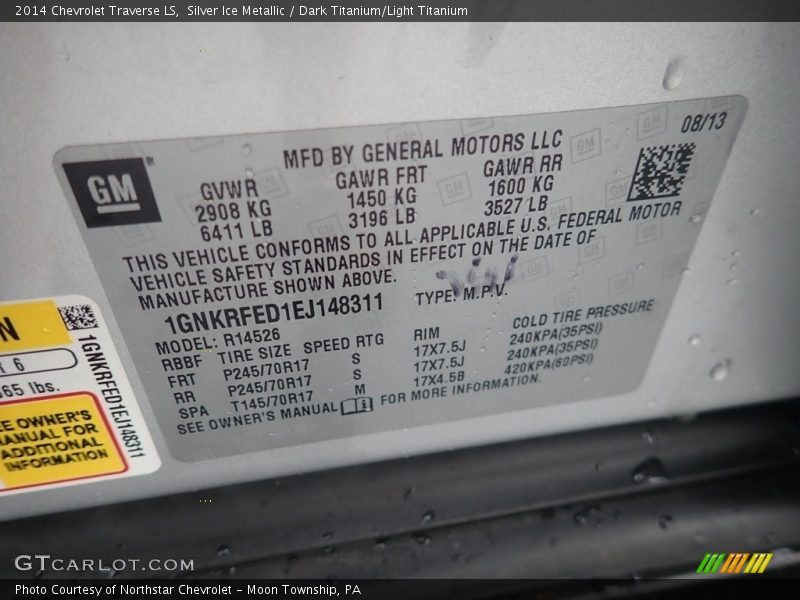 2014 Chevrolet Traverse LS, Silver Ice Metallic / Dark Titanium/Light Titanium
GM
MFD BY GENERAL MOTORS LLC
08/13
GVWR GAWR FRT GAWR RR
2908 KG 1450 KG 1600 KG
6411 LB 3196 LB 3527 LB
THIS VEHICLE CONFORMS TO ALL APPLICABLE U.S. FEDERAL MOTOR
VEHICLE SAFETY STANDARDS IN EFFECT ON THE DATE OF
MANUFACTURE SHOWN ABOVE.
1GNKRFED1EJ148311 TYPE: M.P.V.
MODEL: R14526
RBBF TIRE SIZE SPEED RTG RIM COLD TIRE PRESSURE
FRT P245/70R17 S 17X7.5J 240KPA(35PSI)
RR P245/70R17 S 17X7.5J 240KPA(35PSI)
SPA T145/70R17 M 17X4.5B 420KPA(60PSI)
SEE OWNER'S MANUAL FOR MORE INFORMATION.
N
6
65 lbs.
EE OWNER'S
ANUAL FOR
ADDITIONAL
INFORMATION
1GNKRFED1EJ148311
GTCARLOT.COM
Photo Courtesy of Northstar Chevrolet - Moon Township, PA